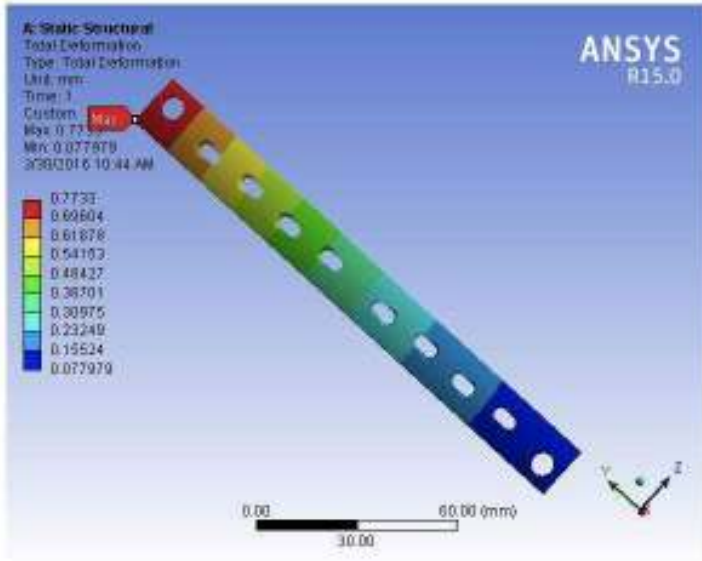 A: Static Structural
Total Deformation
Type: Total Deformation
Unit: mm
Time: 1
Custom
Max: 0.7733
Min: 0.077979
3/30/2016 10:44 AM
Max
ANSYS
R15.0
0.7733
0.69604
0.61878
0.54153
0.46427
0.38701
0.30975
0.23249
0.15524
0.077979
0.00
60.00 (mm)
30.00
Y
Z
X